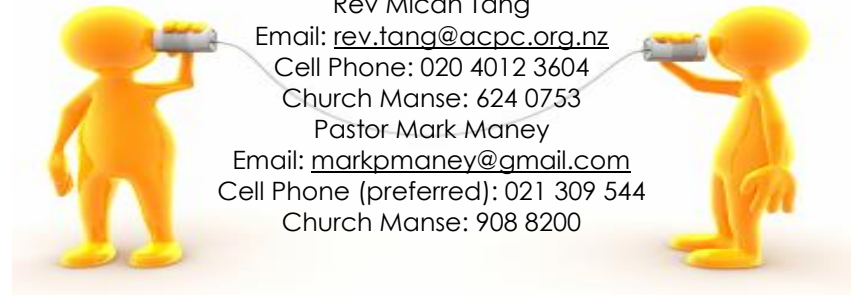 Rev Mican Tang
Email: rev.tang@acpc.org.nz
Cell Phone: 020 4012 3604
Church Manse: 624 0753
Pastor Mark Maney
Email: markpmaney@gmail.com
Cell Phone (preferred): 021 309 544
Church Manse: 908 8200